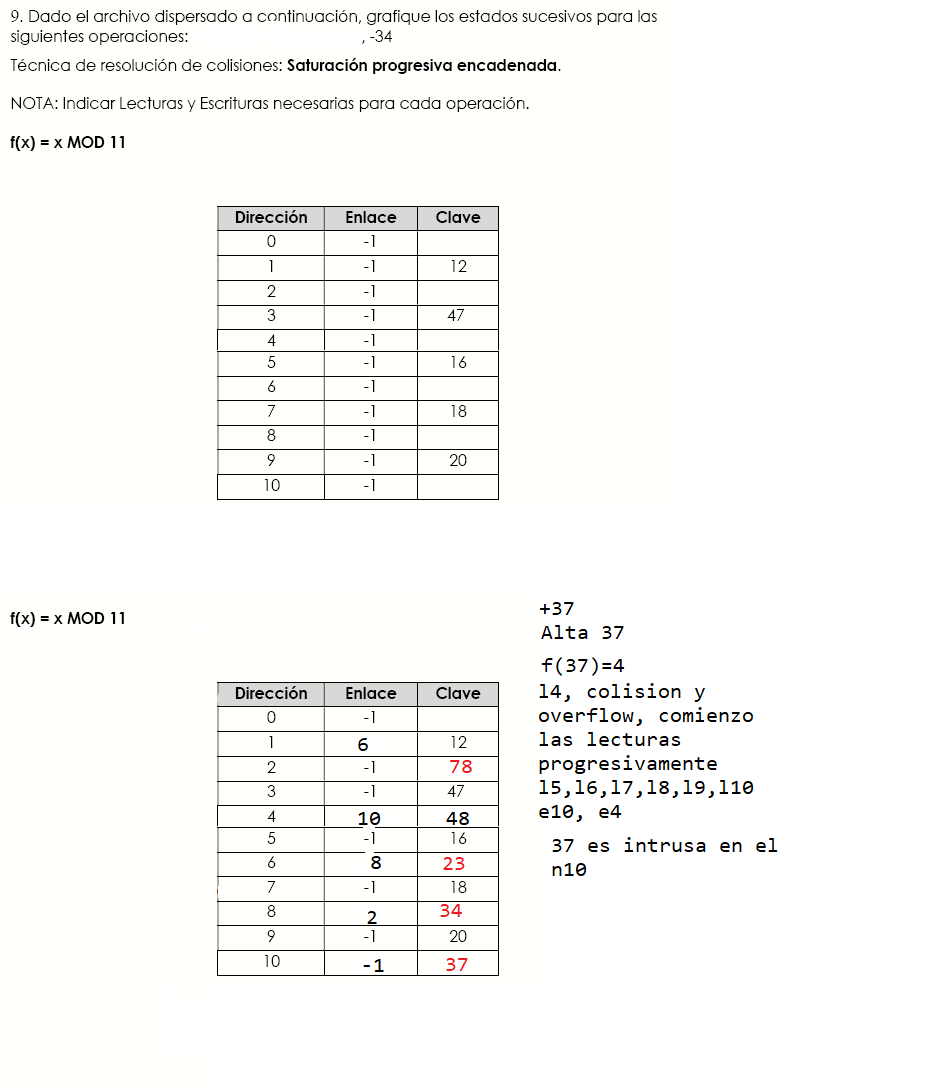 9. Dado el archivo dispersado a continuación, grafique los estados sucesivos para las
siguientes operaciones: , -34
Técnica de resolución de colisiones: Saturación progresiva encadenada.
NOTA: Indicar Lecturas y Escrituras necesarias para cada operación.
f(x) = x MOD 11
Dirección Enlace Clave
0 -1
1 -1 12
2 -1
3 -1 47
4 -1
5 -1 16
6 -1
7 -1 18
8 -1
9 -1 20
10 -1
f(x) = x MOD 11
Dirección Enlace Clave
0 -1
1 6 12
2 -1 78
3 -1 47
4 10 48
5 -1 16
6 8 23
7 -1 18
8 2 34
9 -1 20
10 -1 37
+37
Alta 37
f(37)=4
l4, colision y
overflow, comienzo
las lecturas
progresivamente
l5,l6,l7,l8,l9,l10
e10, e4
37 es intrusa en el
n10